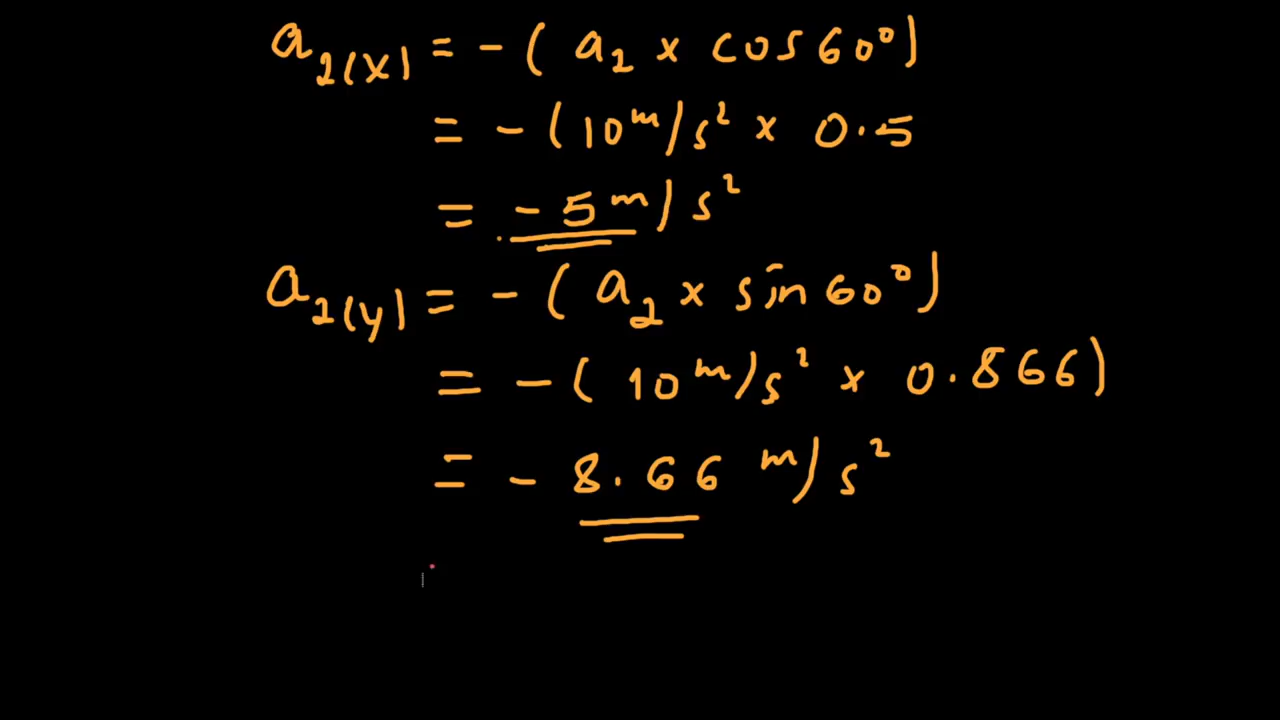 a₂₍ₓ₎ = - ( a₂ x cos 60°)
= - (10 m/s² x 0.5
= - 5 m/s²
a₂(y) = - ( a₂ x sin 60°)
= - ( 10 m/s² x 0.866)
= - 8.66 m/s²